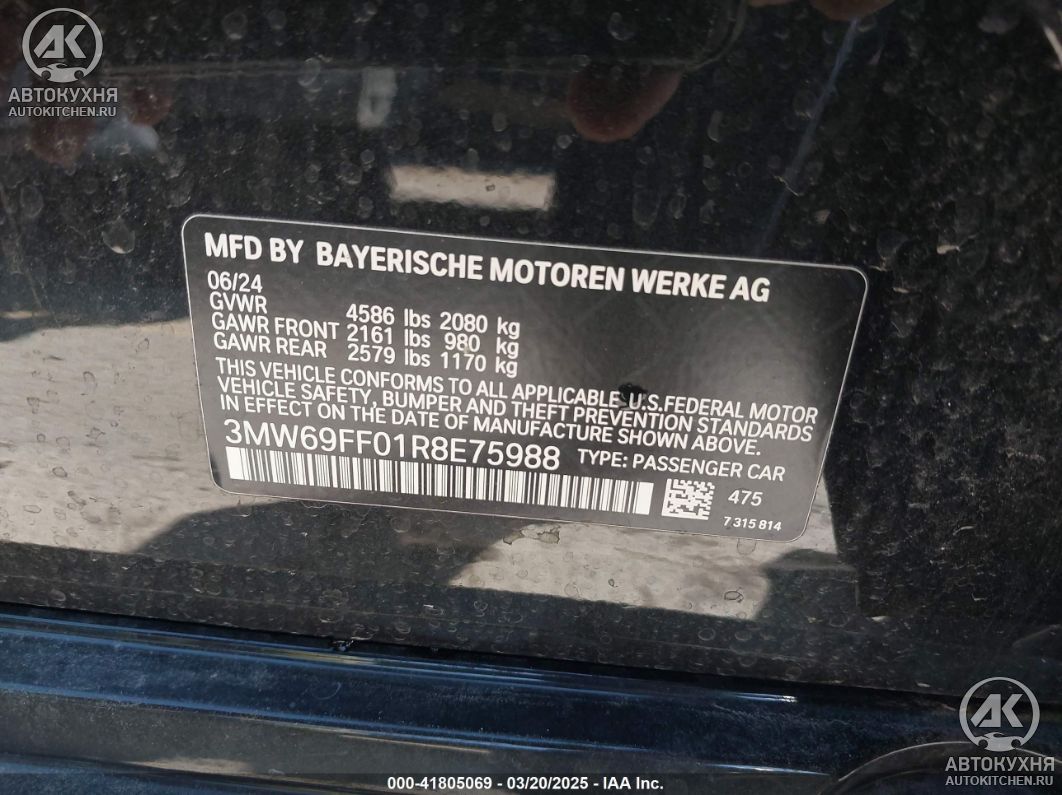 АК
АВТОКУХНЯ
AUTOKITCHEN.RU
MFD BY BAYERISCHE MOTOREN WERKE AG
06/24
GVWR 4586 lbs 2080 kg
GAWR FRONT 2161 lbs 980 kg
GAWR REAR 2579 lbs 1170 kg
THIS VEHICLE CONFORMS TO ALL APPLICABLE U.S.FEDERAL MOTOR
VEHICLE SAFETY, BUMPER AND THEFT PREVENTION STANDARDS
IN EFFECT ON THE DATE OF MANUFACTURE SHOWN ABOVE.
3MW69FF01R8E75988 TYPE: PASSENGER CAR
475
7 315 814
АК
АВТОКУХНЯ
AUTOKITCHEN.RU
000-41805069 - 03/20/2025 - IAA Inc.